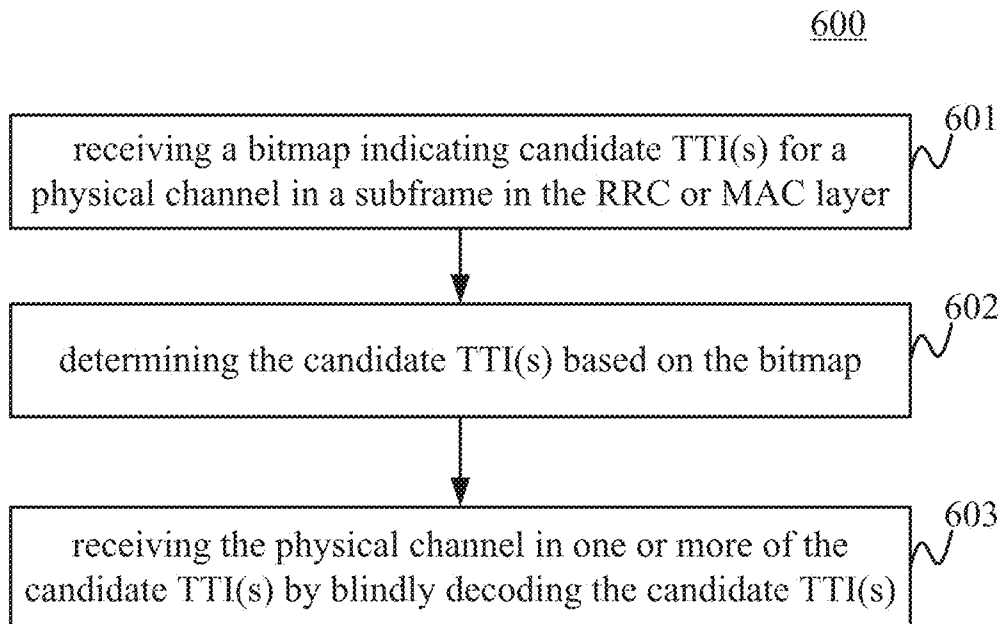 600
601
receiving a bitmap indicating candidate TTI(s) for a
physical channel in a subframe in the RRC or MAC layer
602
determining the candidate TTI(s) based on the bitmap
603
receiving the physical channel in one or more of the
candidate TTI(s) by blindly decoding the candidate TTI(s)